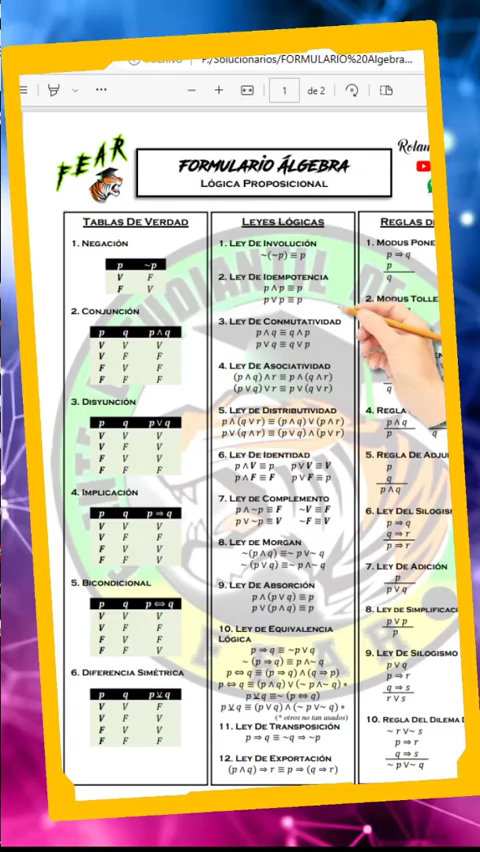 F:/Solucionarios/FORMULARIO%20Algebra...
1
de 2
FEAR
FORMULARIO ÁLGEBRA
LÓGICA PROPOSICIONAL
TABLAS DE VERDAD
1. NEGACIÓN
p ~p
V F
F V
2. CONJUNCIÓN
p q p ∧ q
V V V
V F F
F V F
F F F
3. DISYUNCIÓN
p q p ∨ q
V V V
V F V
F V V
F F F
4. IMPLICACIÓN
p q p ⇒ q
V V V
V F F
F V V
F F V
5. BICONDICIONAL
p q p ⇔ q
V V V
V F F
F V F
F F V
6. DIFERENCIA SIMÉTRICA
p q p ⊻ q
V V F
V F V
F V V
F F F
LEYES LÓGICAS
1. LEY DE INVOLUCIÓN
~(~p) ≡ p
2. LEY DE IDEMPOTENCIA
p ∧ p ≡ p
p ∨ p ≡ p
3. LEY DE CONMUTATIVIDAD
p ∧ q ≡ q ∧ p
p ∨ q ≡ q ∨ p
4. LEY DE ASOCIATIVIDAD
(p ∧ q) ∧ r ≡ p ∧ (q ∧ r)
(p ∨ q) ∨ r ≡ p ∨ (q ∨ r)
5. LEY DE DISTRIBUTIVIDAD
p ∧ (q ∨ r) ≡ (p ∧ q) ∨ (p ∧ r)
p ∨ (q ∧ r) ≡ (p ∨ q) ∧ (p ∨ r)
6. LEY DE IDENTIDAD
p ∧ V ≡ p p ∨ V ≡ V
p ∧ F ≡ F p ∨ F ≡ p
7. LEY DE COMPLEMENTO
p ∧ ~p ≡ F ~V ≡ F
p ∨ ~p ≡ V ~F ≡ V
8. LEY DE MORGAN
~(p ∧ q) ≡ ~p ∨ ~q
~(p ∨ q) ≡ ~p ∧ ~q
9. LEY DE ABSORCIÓN
p ∧ (p ∨ q) ≡ p
p ∨ (p ∧ q) ≡ p
10. LEY DE EQUIVALENCIA
LÓGICA
p ⇒ q ≡ ~p ∨ q
~(p ⇒ q) ≡ p ∧ ~q
p ⇔ q ≡ (p ⇒ q) ∧ (q ⇒ p)
p ⇔ q ≡ (p ∧ q) ∨ (~p ∧ ~q) *
p ⊻ q ≡ ~(p ⇔ q)
p ⊻ q ≡ (p ∨ q) ∧ (~p ∨ ~q) *
(* otros no tan usados)
11. LEY DE TRANSPOSICIÓN
p ⇒ q ≡ ~q ⇒ ~p
12. LEY DE EXPORTACIÓN
(p ∧ q) ⇒ r ≡ p ⇒ (q ⇒ r)
REGLAS DE
1. MODUS PONE
p ⇒ q
p
q
2. MODUS TOLLE
q
4. REGLA
p ∧ q
p q
5. REGLA DE ADJU
p
q
p ∧ q
6. LEY DEL SILOGIS
p ⇒ q
q ⇒ r
p ⇒ r
7. LEY DE ADICIÓN
p
p ∨ q
8. LEY DE SIMPLIFICACI
p ∨ p
p
9. LEY DE SILOGISMO
p ∨ q
p ⇒ r
q ⇒ s
r ∨ s
10. REGLA DEL DILEMA
~r ∨ ~s
p ⇒ r
q ⇒ s
~p ∨ ~q